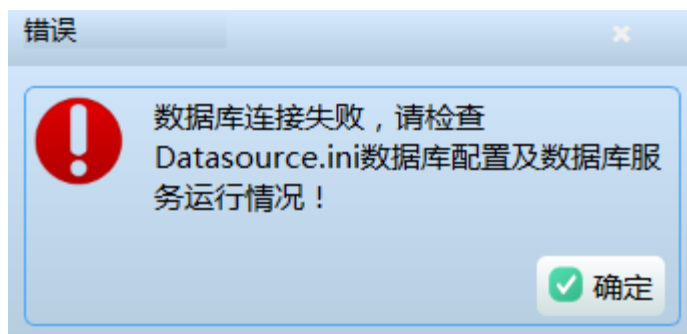 错误
数据库连接失败，请检查
Datasource.ini数据库配置及数据库服
务运行情况！
确定